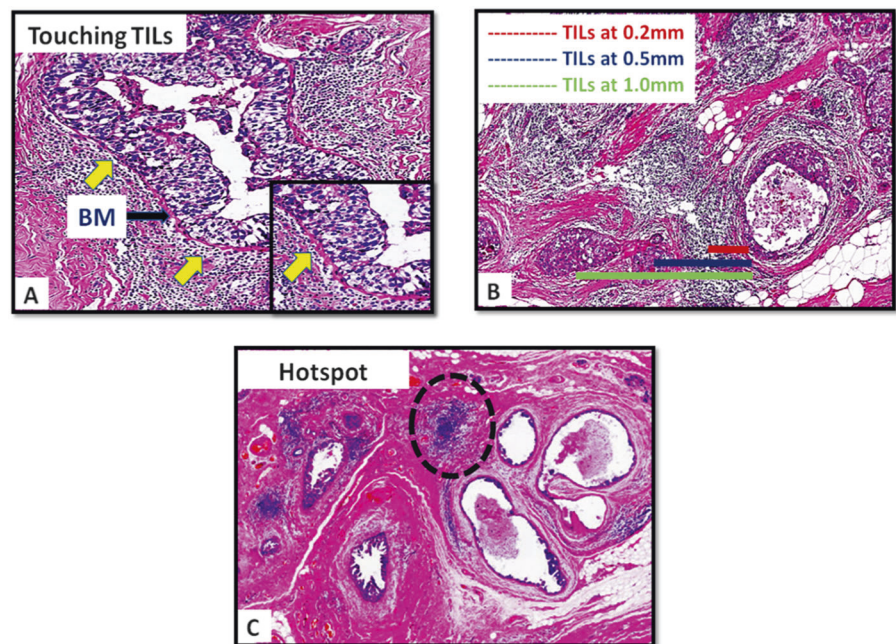 Touching TILs
BM
A
----------- TILs at 0.2mm
----------- TILs at 0.5mm
----------- TILs at 1.0mm
B
Hotspot
C